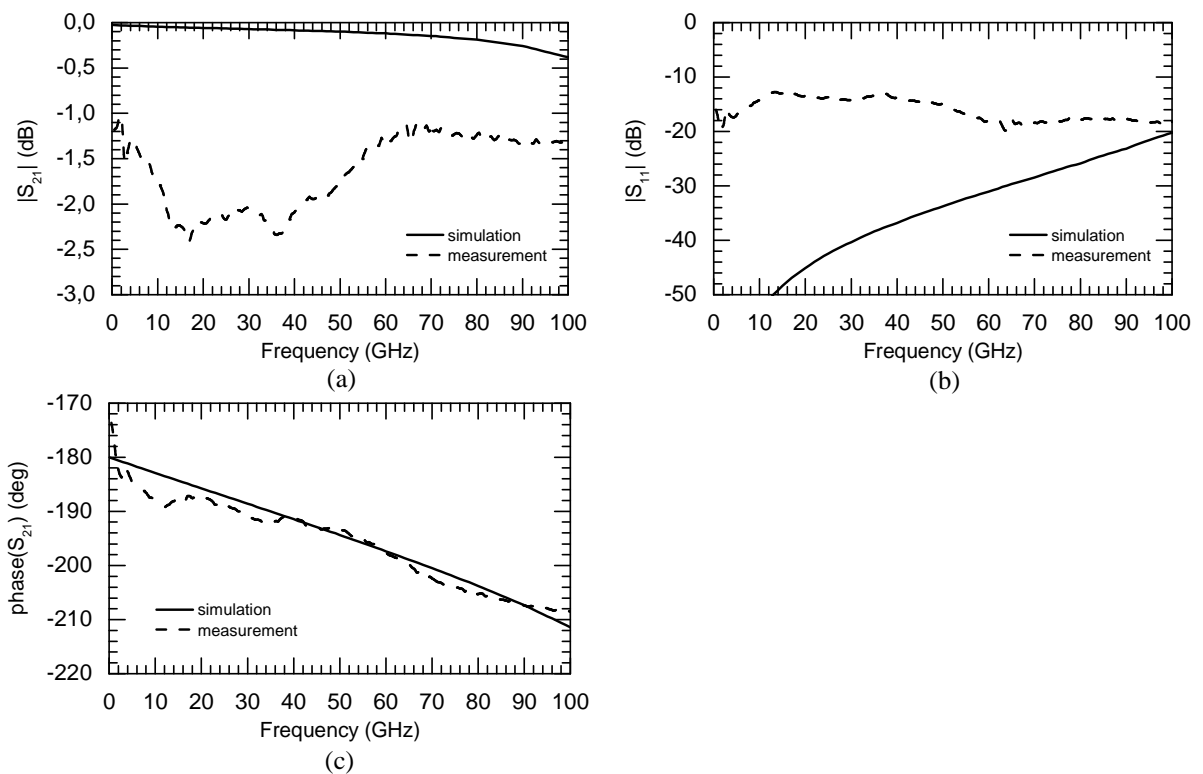 |S21| (dB)
0,0
-0,5
-1,0
-1,5
-2,0
-2,5
-3,0
simulation
measurement
0 10 20 30 40 50 60 70 80 90 100
Frequency (GHz)
(a)
|S11| (dB)
0
-10
-20
-30
-40
-50
simulation
measurement
0 10 20 30 40 50 60 70 80 90 100
Frequency (GHz)
(b)
phase(S21) (deg)
-170
-180
-190
-200
-210
-220
simulation
measurement
0 10 20 30 40 50 60 70 80 90 100
Frequency (GHz)
(c)